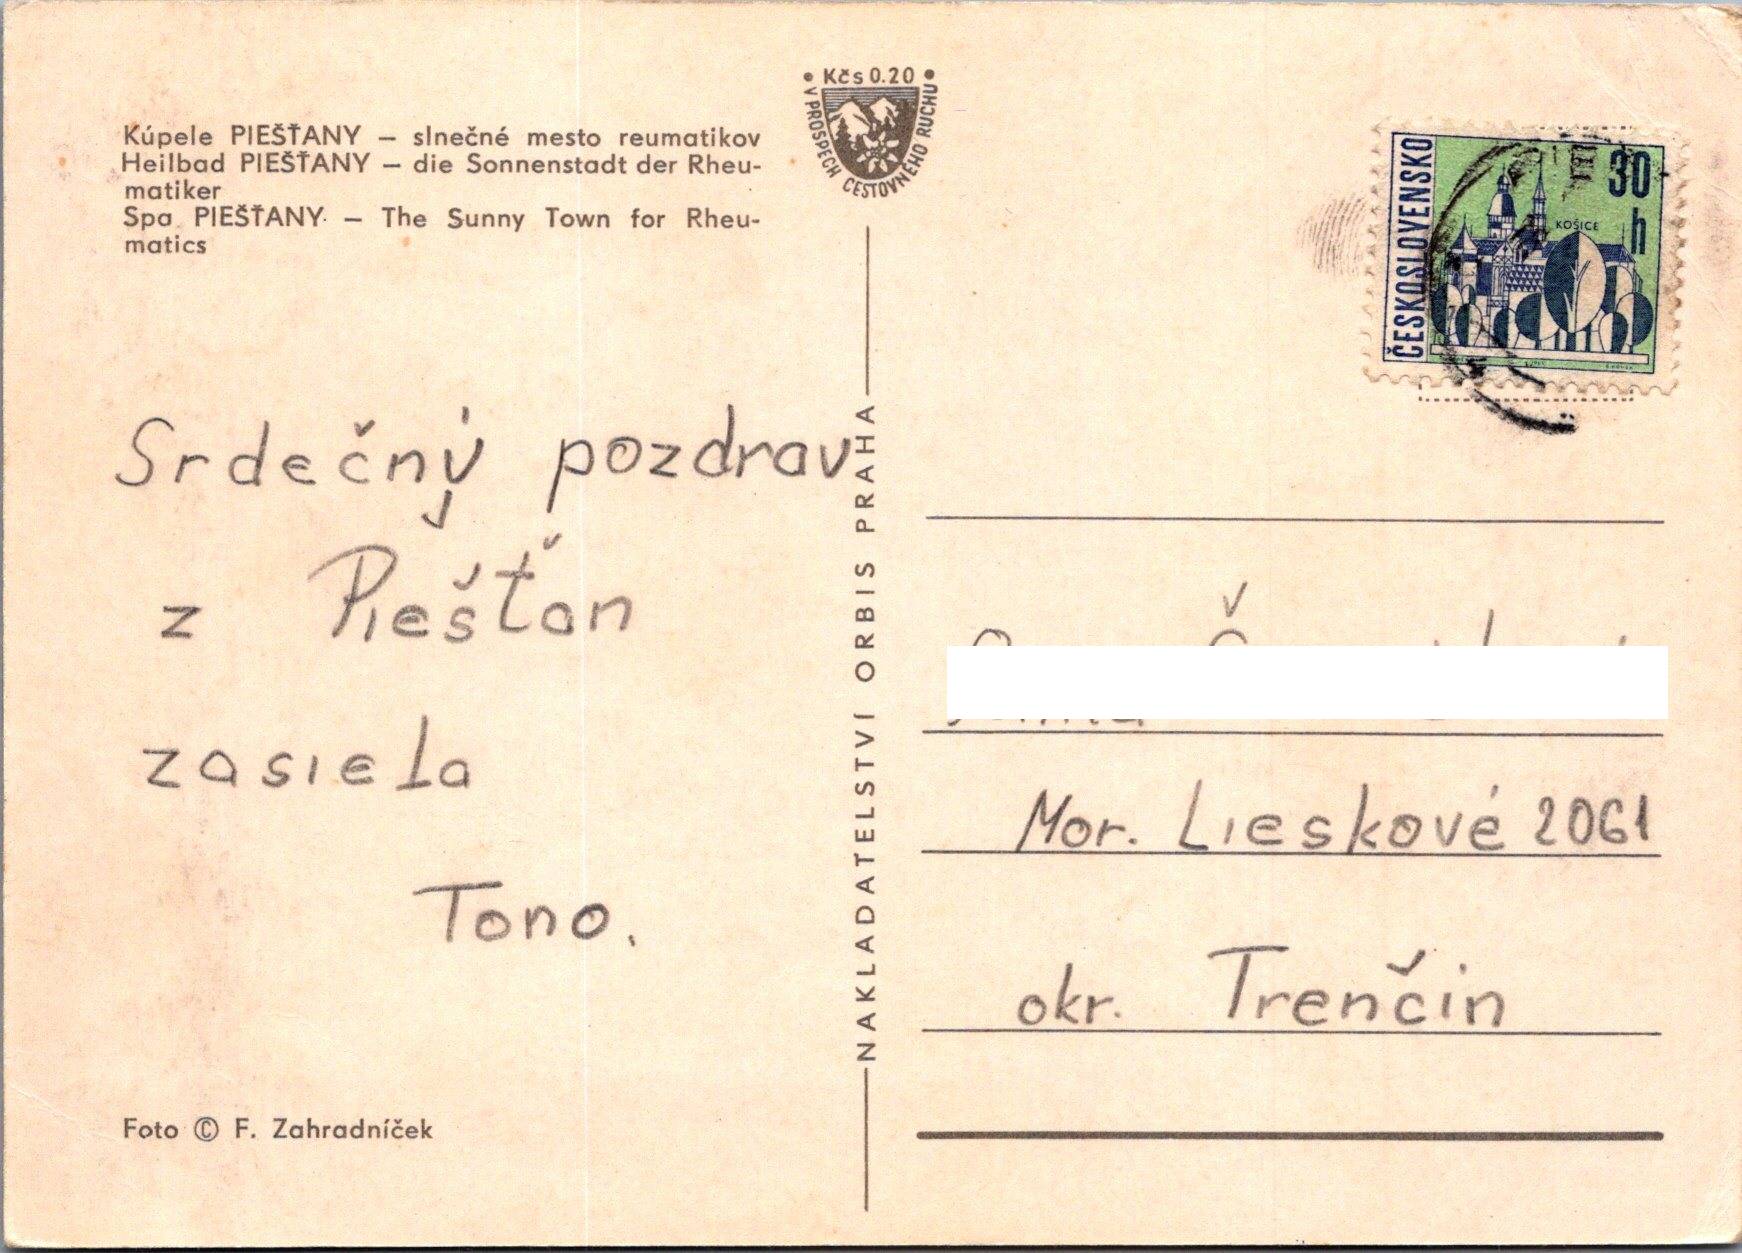 Kúpele PIEŠŤANY – slnečné mesto reumatikov
Heilbad PIEŠŤANY – die Sonnenstadt der Rheu-
matiker
Spa PIEŠŤANY – The Sunny Town for Rheu-
matics
• Kčs 0.20 •
V PROSPECH CESTOVNÉHO RUCHU
ČESKOSLOVENSKO
30
h
KOŠICE
Srdečný pozdrav
z Piešťan
zasiela
Tono.
NAKLADATELSTVÍ ORBIS PRAHA
Mor. Lieskové 2061
okr. Trenčin
Foto © F. Zahradníček